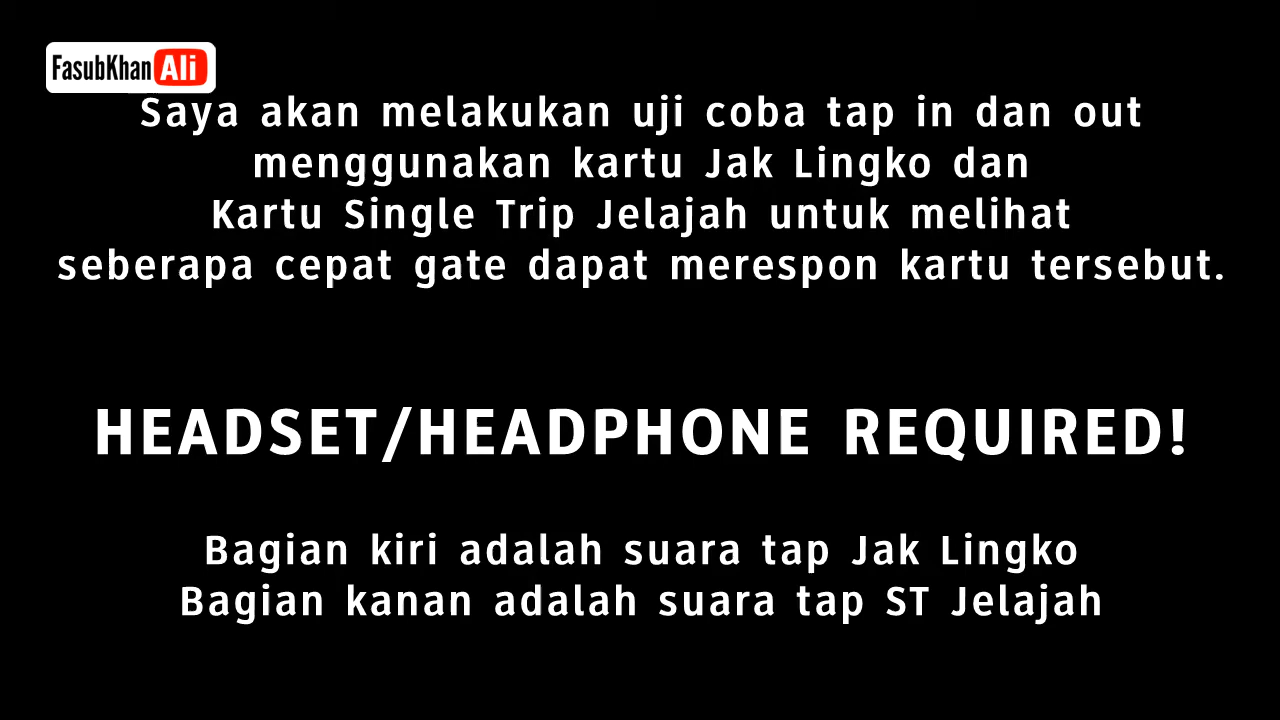 FasubKhan Ali
Saya akan melakukan uji coba tap in dan out
menggunakan kartu Jak Lingko dan
Kartu Single Trip Jelajah untuk melihat
seberapa cepat gate dapat merespon kartu tersebut.
HEADSET/HEADPHONE REQUIRED!
Bagian kiri adalah suara tap Jak Lingko
Bagian kanan adalah suara tap ST Jelajah